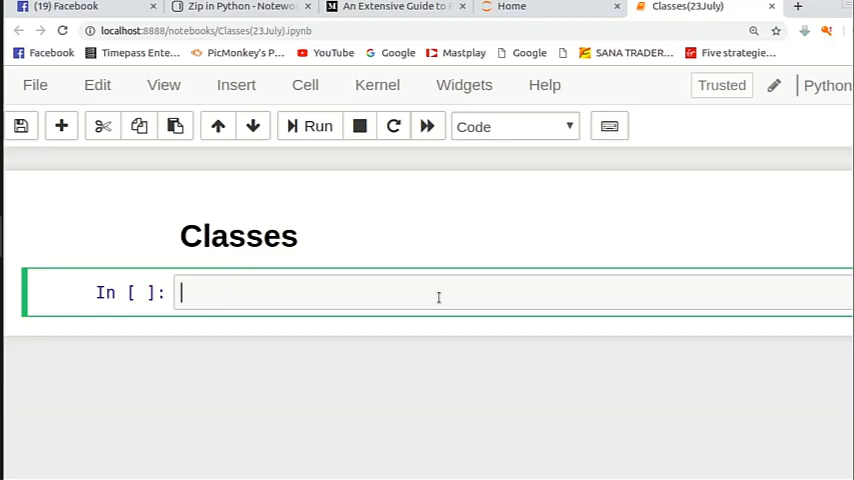 (19) Facebook × Zip in Python - Notewo × An Extensive Guide to × Home × Classes(23July) × +
localhost:8888/notebooks/Classes(23July).ipynb
Facebook Timepass Ente... PicMonkey's P... YouTube Google Mastplay Google SANA TRADER... Five strategie...
File Edit View Insert Cell Kernel Widgets Help Trusted Python
Run Code
Classes
In [ ]: